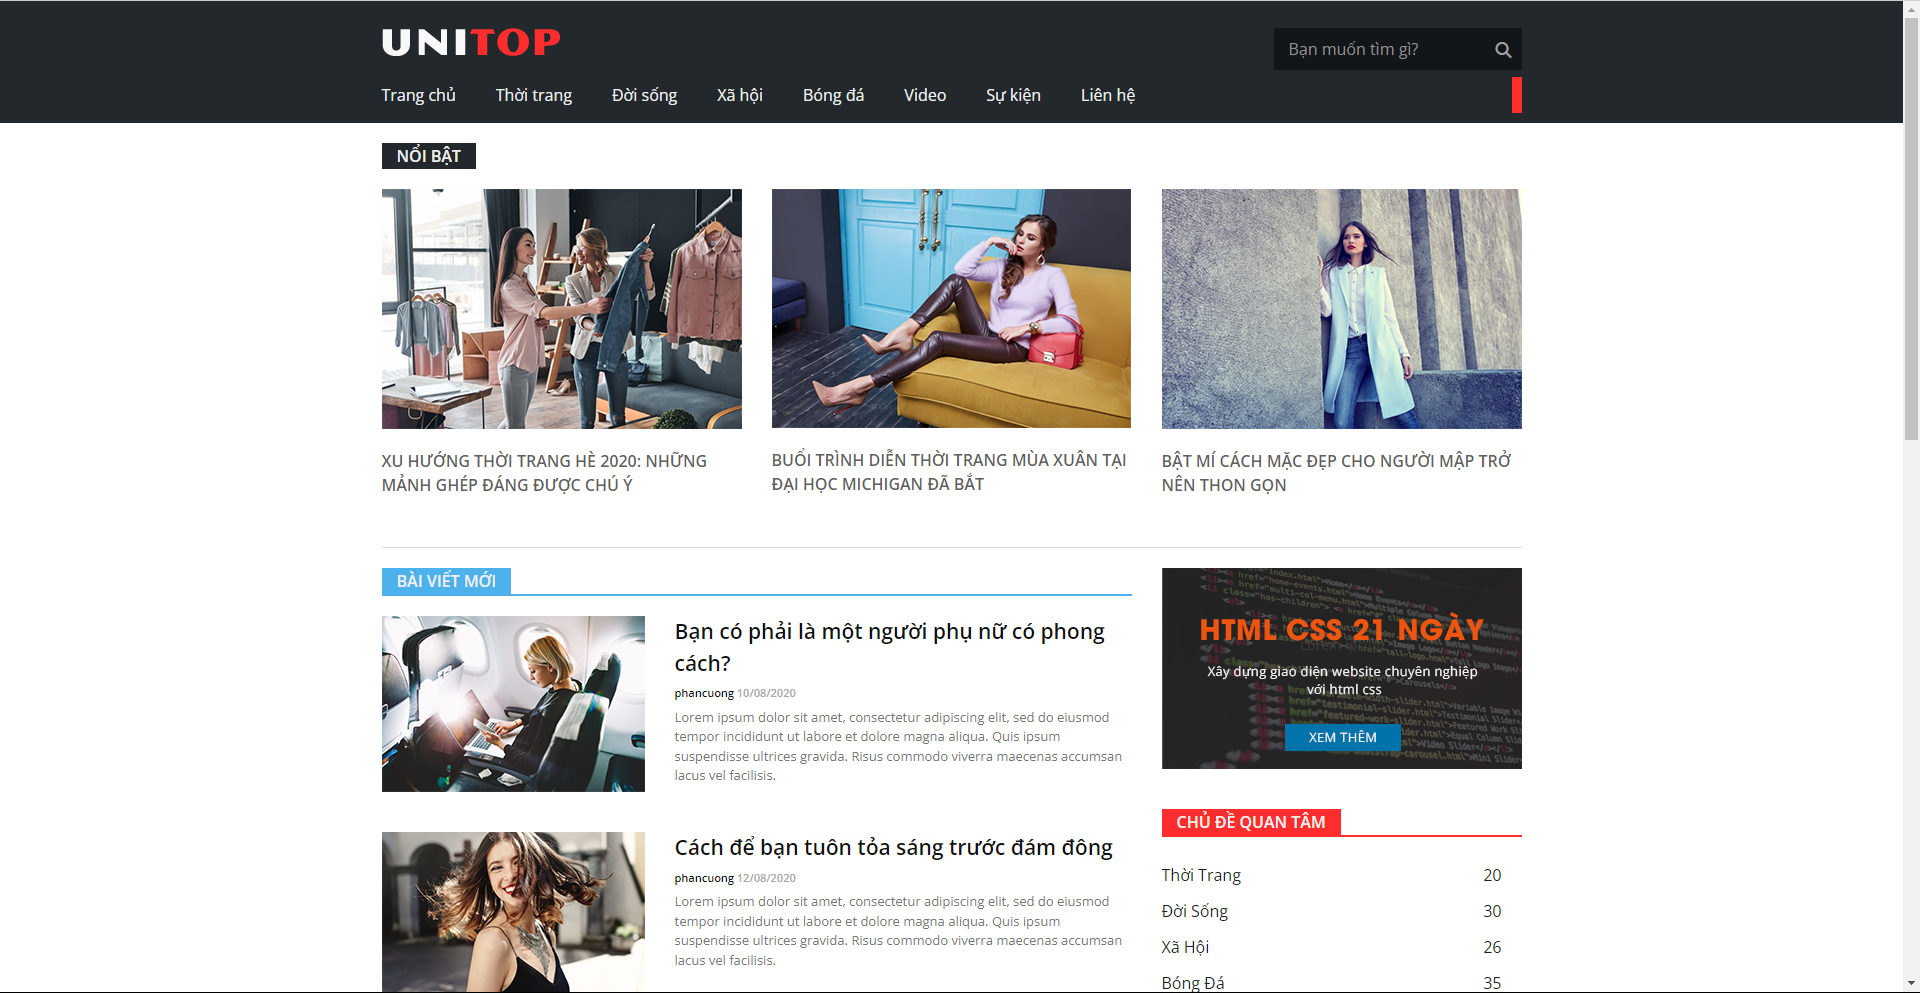 UNITOP
Bạn muốn tìm gì?
Trang chủ
Thời trang
Đời sống
Xã hội
Bóng đá
Video
Sự kiện
Liên hệ
NỔI BẬT
XU HƯỚNG THỜI TRANG HÈ 2020: NHỮNG
MẢNH GHÉP ĐÁNG ĐƯỢC CHÚ Ý
BUỔI TRÌNH DIỄN THỜI TRANG MÙA XUÂN TẠI
ĐẠI HỌC MICHIGAN ĐÃ BẮT
BẬT MÍ CÁCH MẶC ĐẸP CHO NGƯỜI MẬP TRỞ
NÊN THON GỌN
BÀI VIẾT MỚI
Bạn có phải là một người phụ nữ có phong
cách?
phancuong 10/08/2020
Lorem ipsum dolor sit amet, consectetur adipiscing elit, sed do eiusmod
tempor incididunt ut labore et dolore magna aliqua. Quis ipsum
suspendisse ultrices gravida. Risus commodo viverra maecenas accumsan
lacus vel facilisis.
Cách để bạn tuôn tỏa sáng trước đám đông
phancuong 12/08/2020
Lorem ipsum dolor sit amet, consectetur adipiscing elit, sed do eiusmod
tempor incididunt ut labore et dolore magna aliqua. Quis ipsum
suspendisse ultrices gravida. Risus commodo viverra maecenas accumsan
lacus vel facilisis.
HTML CSS 21 NGÀY
Xây dựng giao diện website chuyên nghiệp
với html css
XEM THÊM
CHỦ ĐỀ QUAN TÂM
Thời Trang 20
Đời Sống 30
Xã Hội 26
Bóng Đá 35